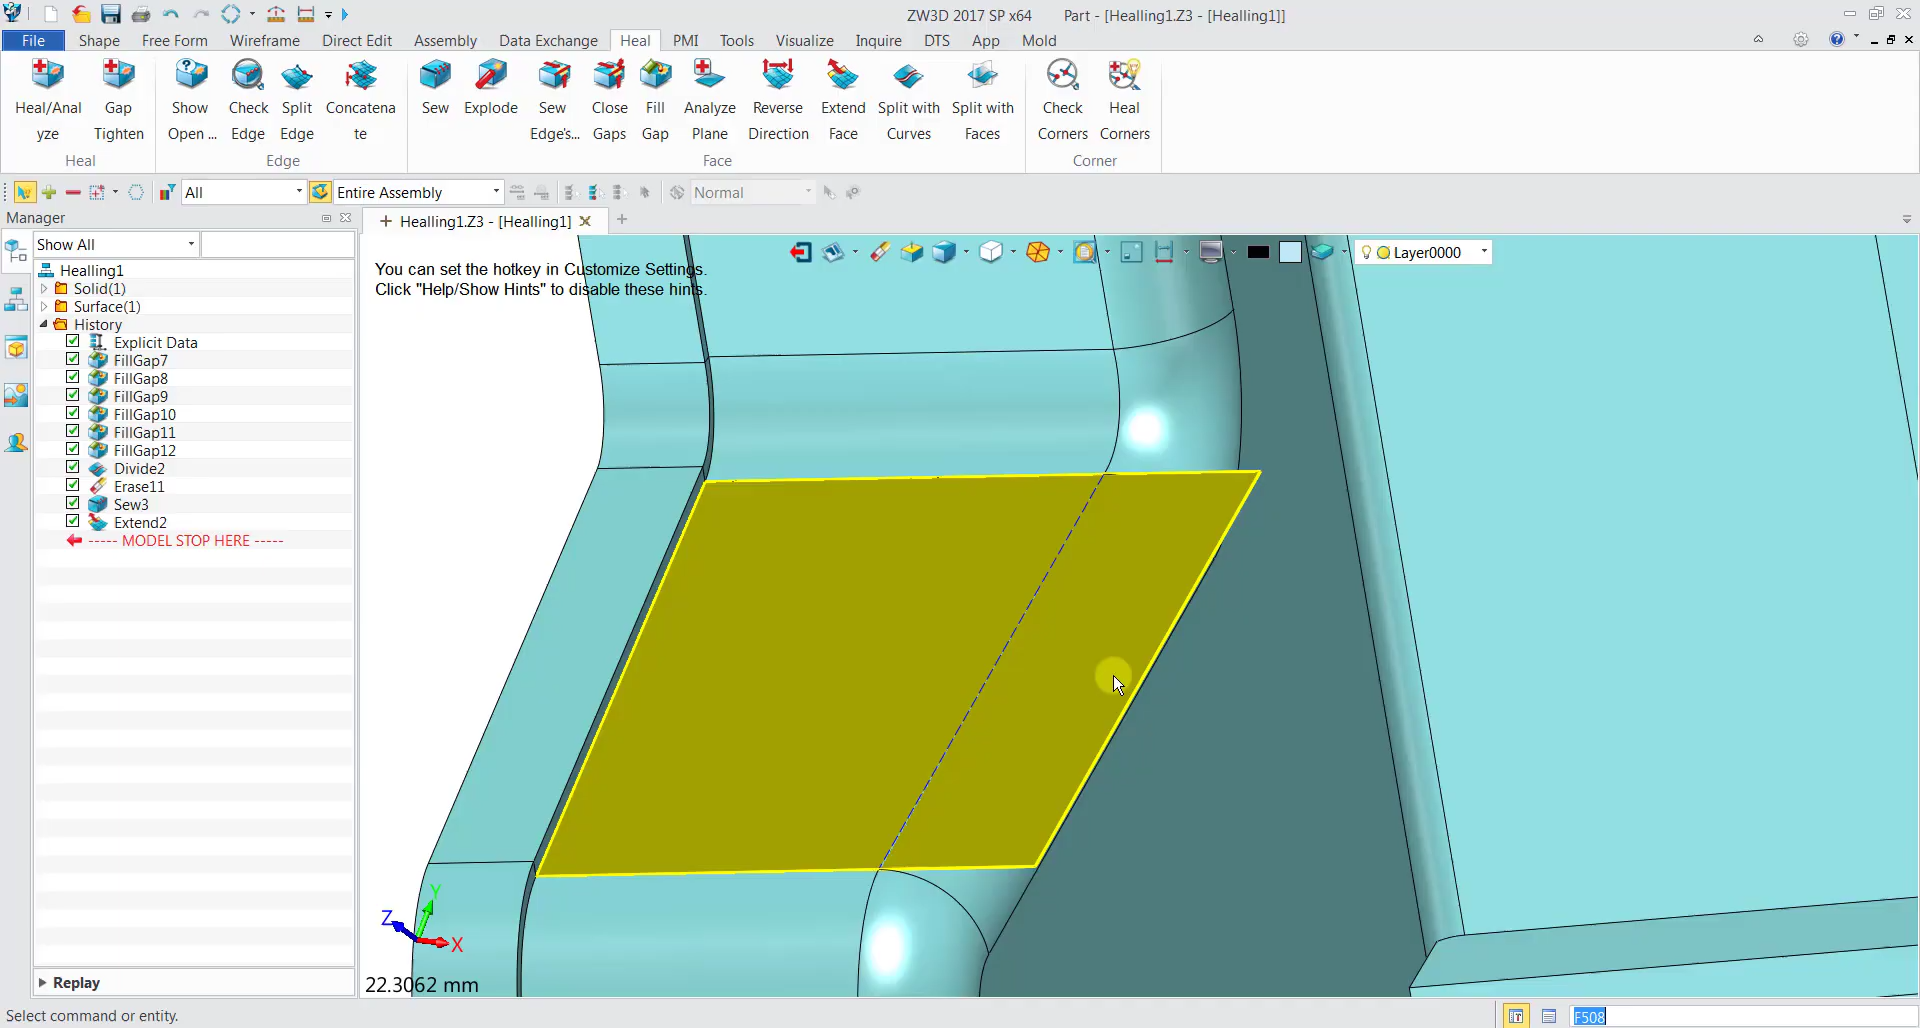 ZW3D 2017 SP x64 Part - [Healling1.Z3 - [Healling1]]
File Shape Free Form Wireframe Direct Edit Assembly Data Exchange Heal PMI Tools Visualize Inquire DTS App Mold
Heal/Anal Gap Show Check Split Concatena Sew Explode Sew Close Fill Analyze Reverse Extend Split with Split with Check Heal
yze Tighten Open ... Edge Edge te Edge's... Gaps Gap Plane Direction Face Curves Faces Corners Corners
Heal Edge Face Corner
All Entire Assembly Normal
Manager
Healling1.Z3 - [Healling1]
Show All
Layer0000
You can set the hotkey in Customize Settings.
Click "Help/Show Hints" to disable these hints.
Healling1
Solid(1)
Surface(1)
History
Explicit Data
FillGap7
FillGap8
FillGap9
FillGap10
FillGap11
FillGap12
Divide2
Erase11
Sew3
Extend2
----- MODEL STOP HERE -----
Y
Z
X
22.3062 mm
Replay
Select command or entity.
F508